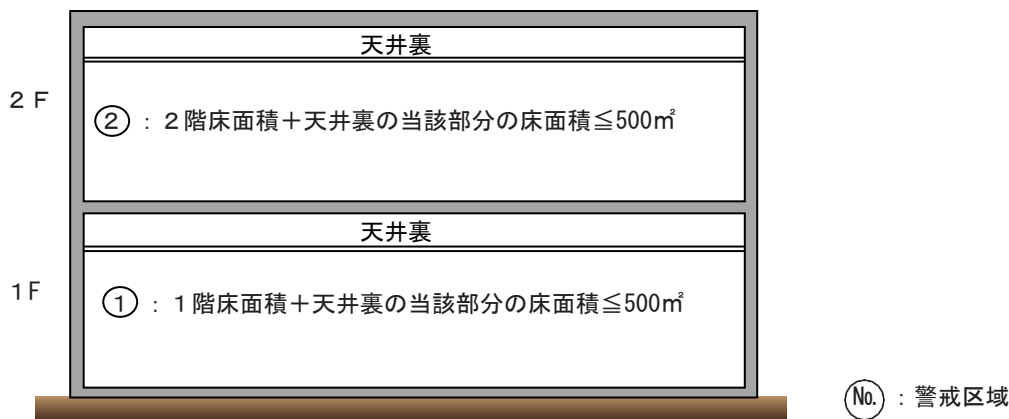 天井裏
２Ｆ
② ： ２階床面積＋天井裏の当該部分の床面積≦500㎡
天井裏
１Ｆ
① ： １階床面積＋天井裏の当該部分の床面積≦500㎡
No. ：警戒区域